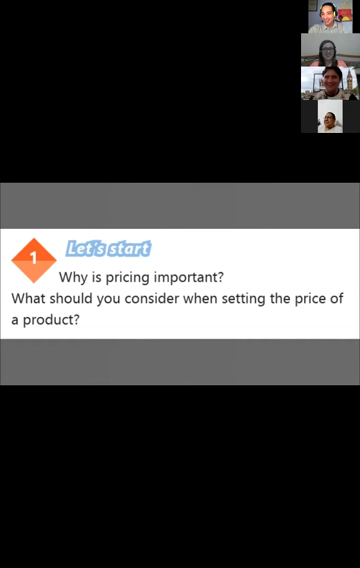 1
Let's start
Why is pricing important?
What should you consider when setting the price of
a product?